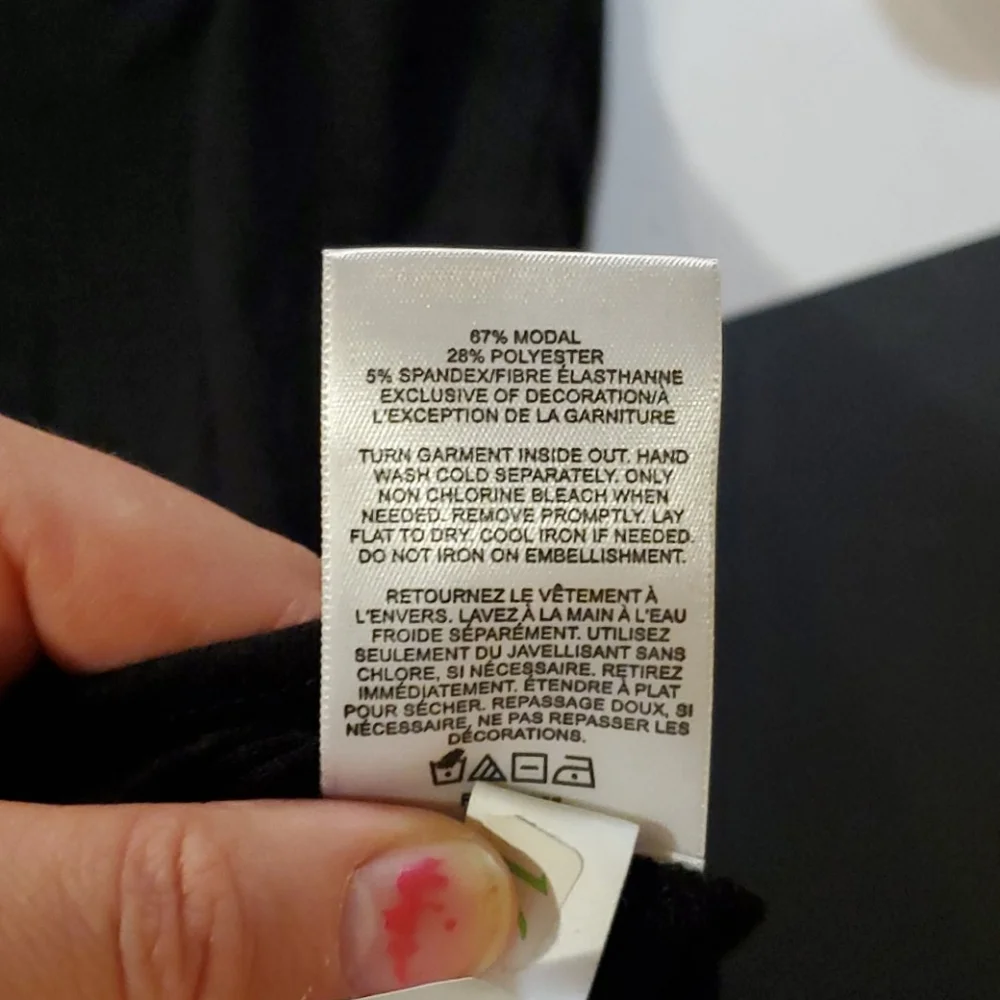 67% MODAL
28% POLYESTER
5% SPANDEX/FIBRE ÉLASTHANNE
EXCLUSIVE OF DECORATION/À
L'EXCEPTION DE LA GARNITURE
TURN GARMENT INSIDE OUT. HAND
WASH COLD SEPARATELY. ONLY
NON CHLORINE BLEACH WHEN
NEEDED. REMOVE PROMPTLY. LAY
FLAT TO DRY. COOL IRON IF NEEDED.
DO NOT IRON ON EMBELLISHMENT.
RETOURNEZ LE VÊTEMENT À
L'ENVERS. LAVEZ À LA MAIN À L'EAU
FROIDE SÉPARÉMENT. UTILISEZ
SEULEMENT DU JAVELLISANT SANS
CHLORE, SI NÉCESSAIRE. RETIREZ
IMMÉDIATEMENT. ÉTENDRE À PLAT
POUR SÉCHER. REPASSAGE DOUX, SI
NÉCESSAIRE, NE PAS REPASSER LES
DÉCORATIONS.